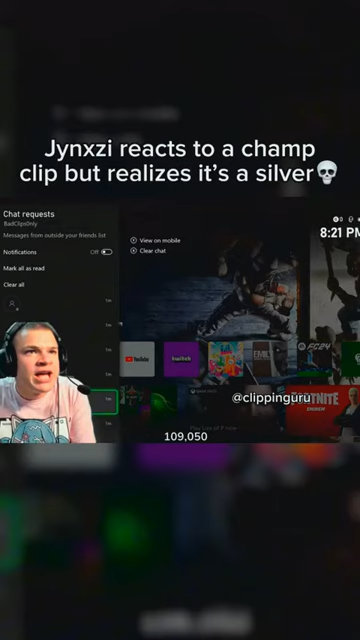 Jynxzi reacts to a champ
clip but realizes it's a silver💀
Chat requests
BadClipsOnly
Messages from outside your friends list
Notifications
Off
Mark all as read
Clear all
View on mobile
Clear chat
8:21 PM
YouTube
twitch
EMILY
FC24
FORTNITE
@clippinguru
109,050